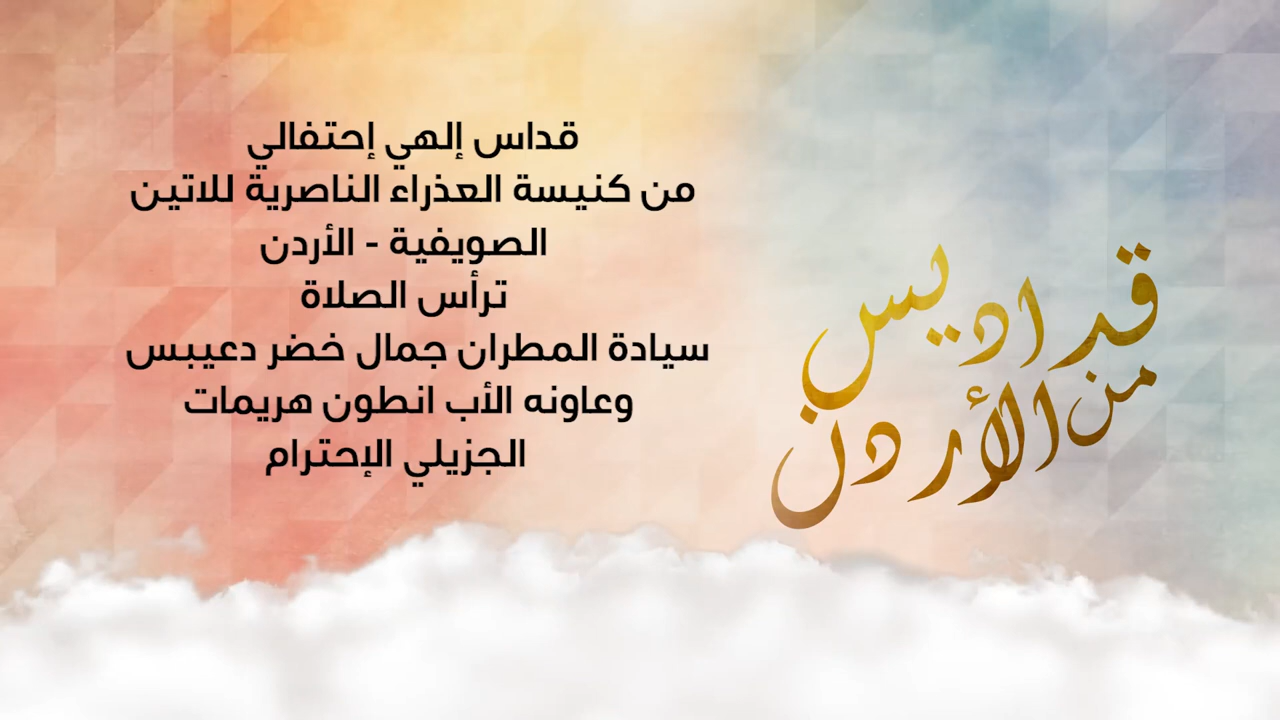 قداس إلهي إحتفالي
من كنيسة العذراء الناصرية للاتين
الصويفية - الأردن
ترأس الصلاة
سيادة المطران جمال خضر دعيبس
وعاونه الأب انطون هريمات
الجزيلي الإحترام
قداديس
من الأردن